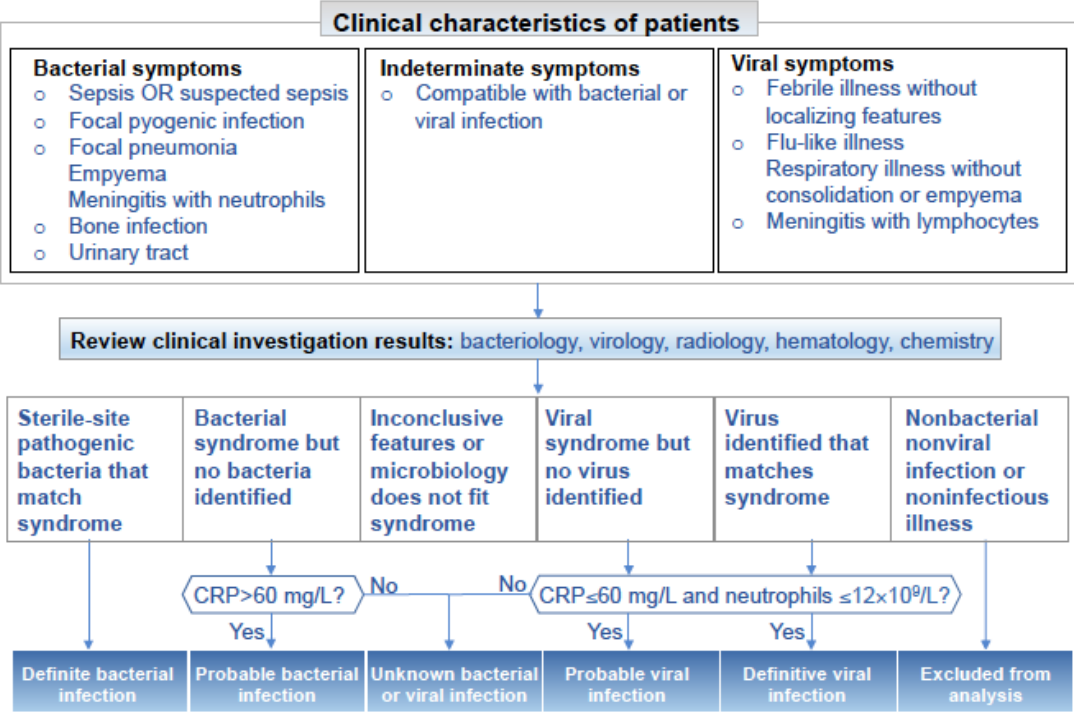 Clinical characteristics of patients
Bacterial symptoms
o Sepsis OR suspected sepsis
o Focal pyogenic infection
o Focal pneumonia
Empyema
Meningitis with neutrophils
o Bone infection
o Urinary tract
Indeterminate symptoms
o Compatible with bacterial or
viral infection
Viral symptoms
o Febrile illness without
localizing features
o Flu-like illness
Respiratory illness without
consolidation or empyema
o Meningitis with lymphocytes
Review clinical investigation results: bacteriology, virology, radiology, hematology, chemistry
Sterile-site
pathogenic
bacteria that
match
syndrome
Bacterial
syndrome but
no bacteria
identified
Inconclusive
features or
microbiology
does not fit
syndrome
Viral
syndrome but
no virus
identified
Virus
identified that
matches
syndrome
Nonbacterial
nonviral
infection or
noninfectious
illness
CRP>60 mg/L?
No
No
CRP≤60 mg/L and neutrophils ≤12×10⁹/L?
Yes
Yes
Yes
Definite bacterial
infection
Probable bacterial
infection
Unknown bacterial
or viral infection
Probable viral
infection
Definitive viral
infection
Excluded from
analysis